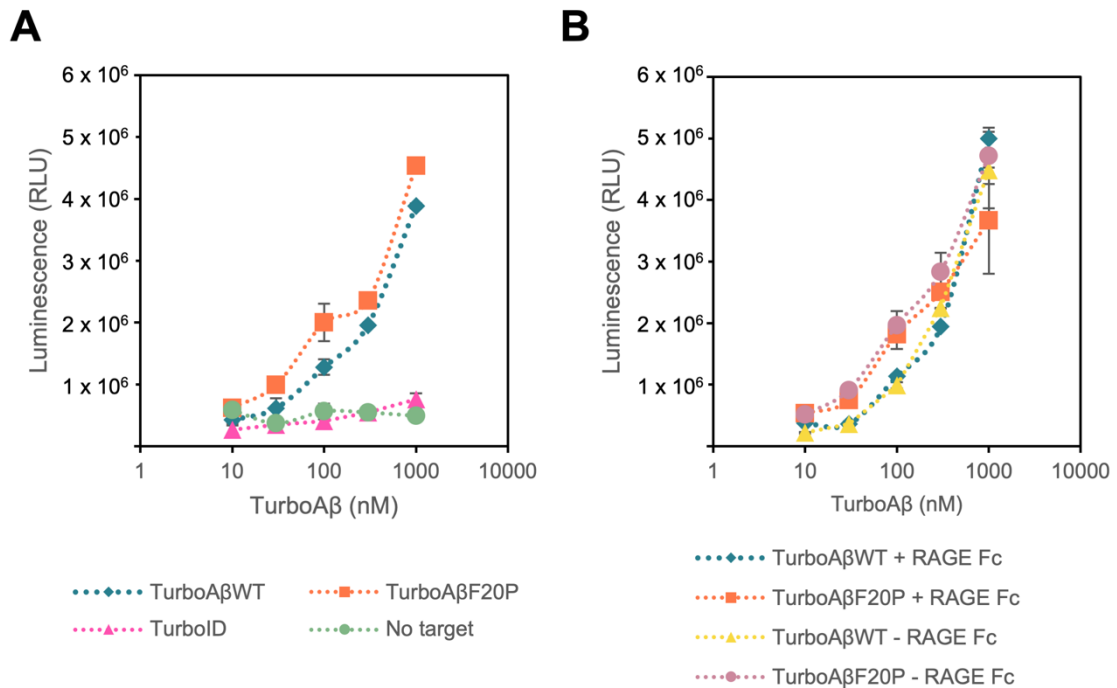 A
6 x 10⁶
5 x 10⁶
4 x 10⁶
3 x 10⁶
2 x 10⁶
1 x 10⁶
Luminescence (RLU)
1 10 100 1000 10000
TurboAβ (nM)
TurboAβWT TurboAβF20P
TurboID No target
B
6 x 10⁶
5 x 10⁶
4 x 10⁶
3 x 10⁶
2 x 10⁶
1 x 10⁶
Luminescence (RLU)
1 10 100 1000 10000
TurboAβ (nM)
TurboAβWT + RAGE Fc
TurboAβF20P + RAGE Fc
TurboAβWT - RAGE Fc
TurboAβF20P - RAGE Fc